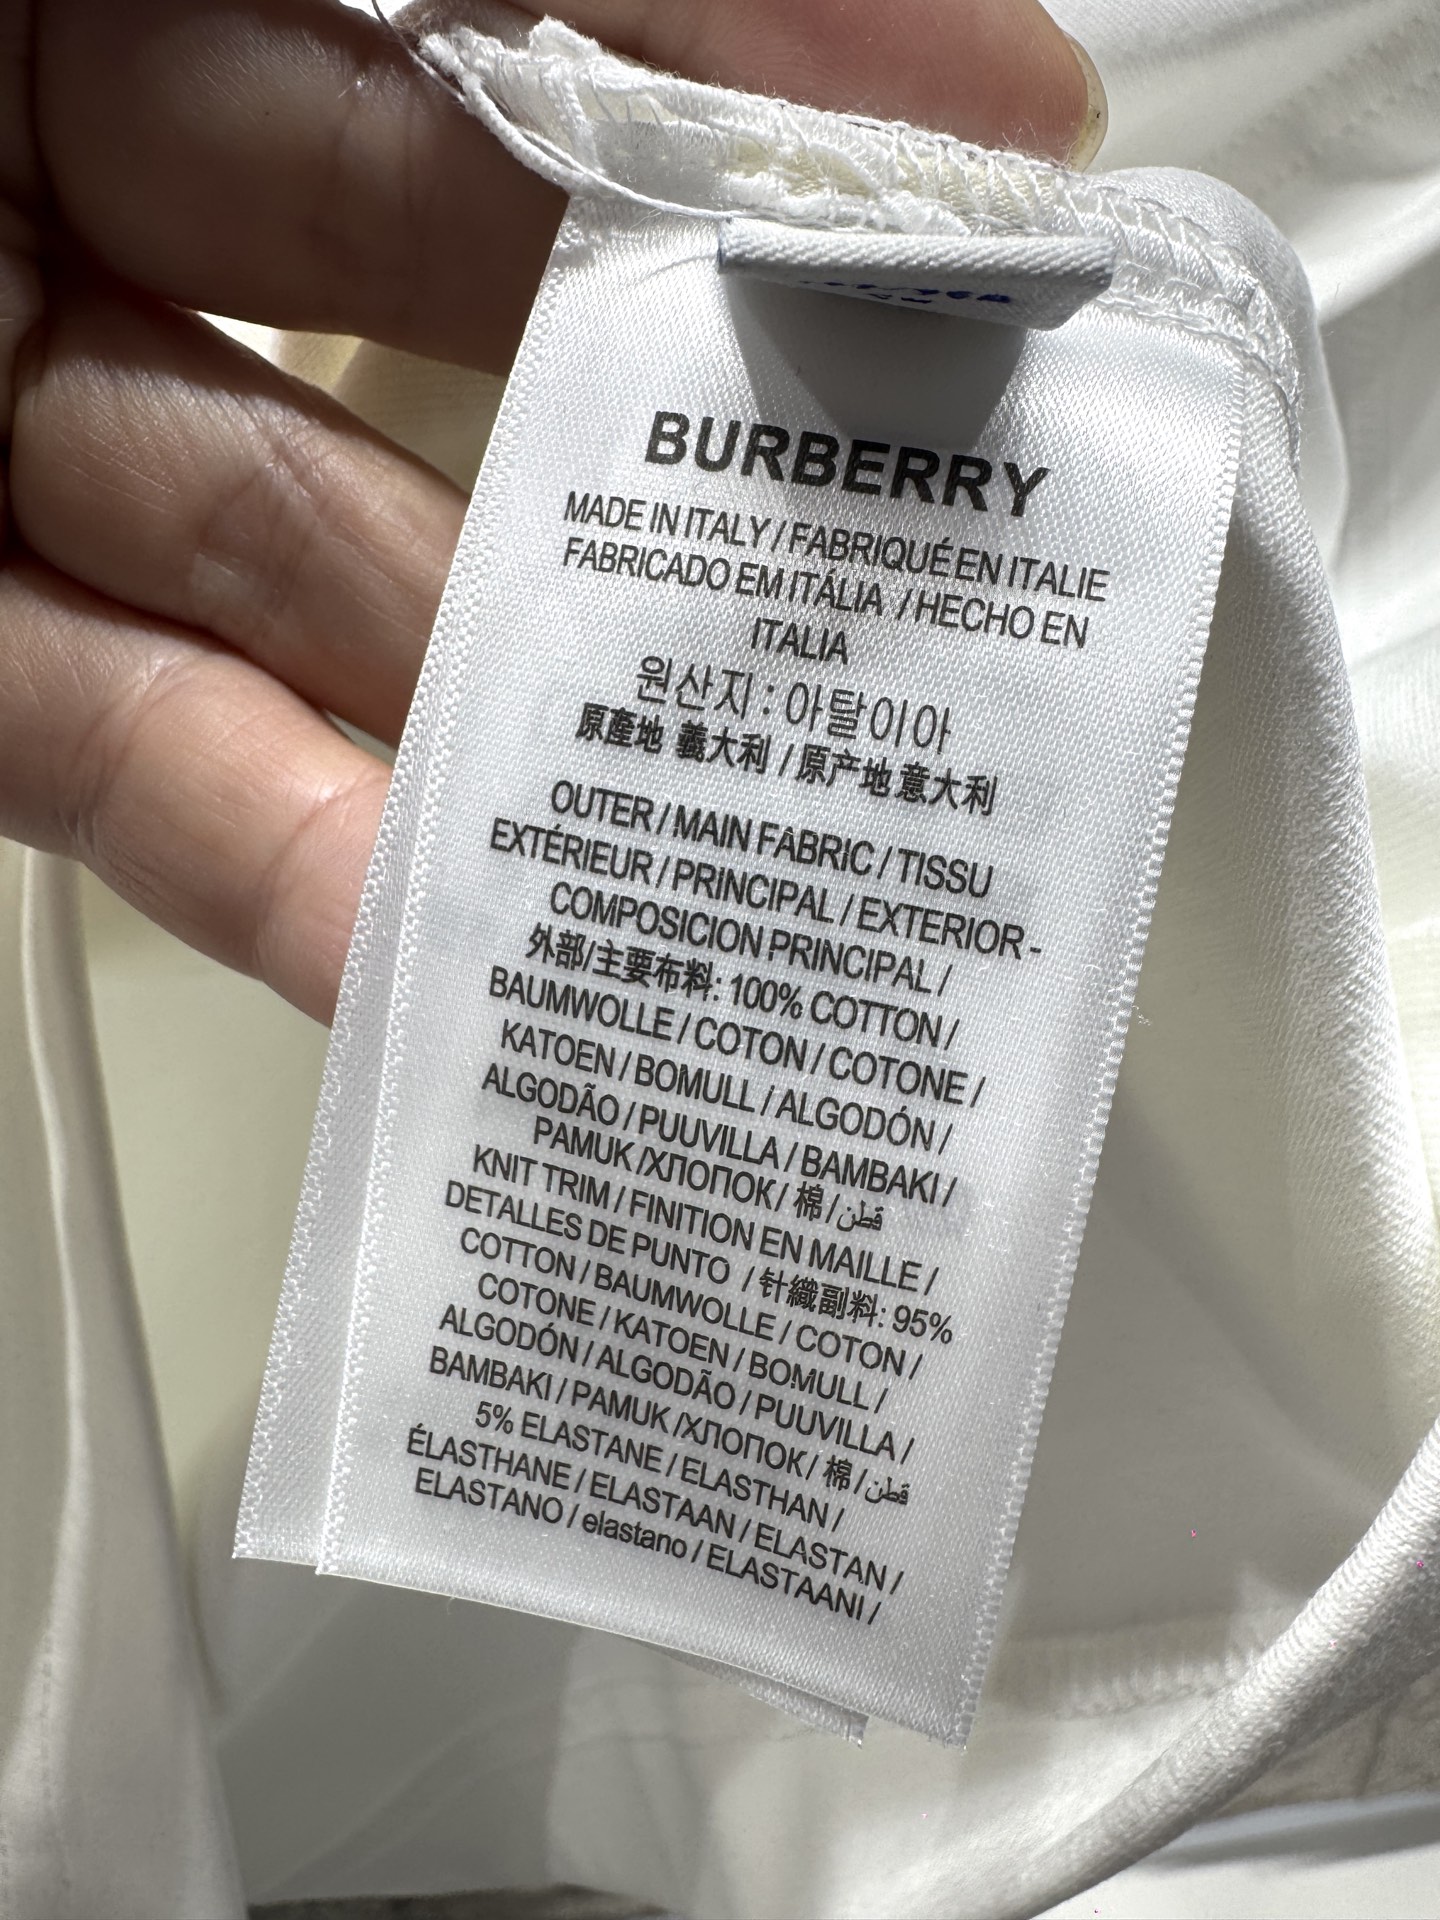 BURBERRY
MADE IN ITALY / FABRIQUÉ EN ITALIE
FABRICADO EM ITÁLIA / HECHO EN
ITALIA
원산지 : 아탈이아
原產地 義大利 / 原产地 意大利
OUTER / MAIN FABRIC / TISSU
EXTÉRIEUR / PRINCIPAL / EXTERIOR -
COMPOSICION PRINCIPAL /
外部/主要布料: 100% COTTON /
BAUMWOLLE / COTON / COTONE /
KATOEN / BOMULL / ALGODÓN /
ALGODÃO / PUUVILLA / BAMBAKI /
PAMUK /ХЛОПОК/ 棉 /قطن
KNIT TRIM / FINITION EN MAILLE /
DETALLES DE PUNTO / 针織副料: 95%
COTTON / BAUMWOLLE / COTON /
COTONE / KATOEN / BOMULL /
ALGODÓN / ALGODÃO / PUUVILLA /
BAMBAKI / PAMUK /ХЛОПОК/ 棉 /قطن
5% ELASTANE / ELASTHAN /
ÉLASTHANE / ELASTAAN / ELASTAN /
ELASTANO / elastano / ELASTAANI /